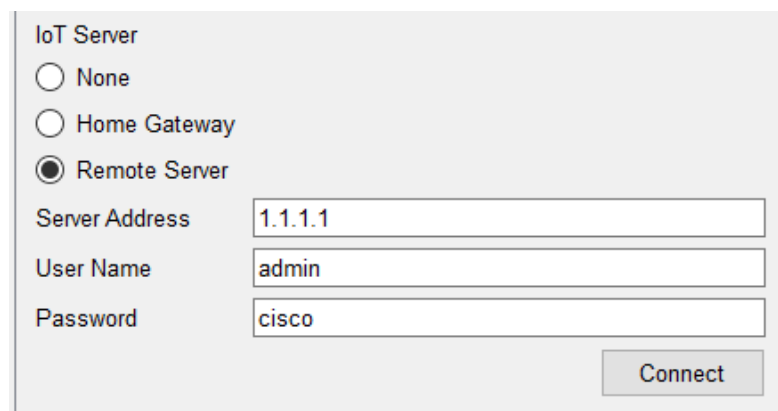 IoT Server
None
Home Gateway
Remote Server
Server Address 1.1.1.1
User Name admin
Password cisco
Connect